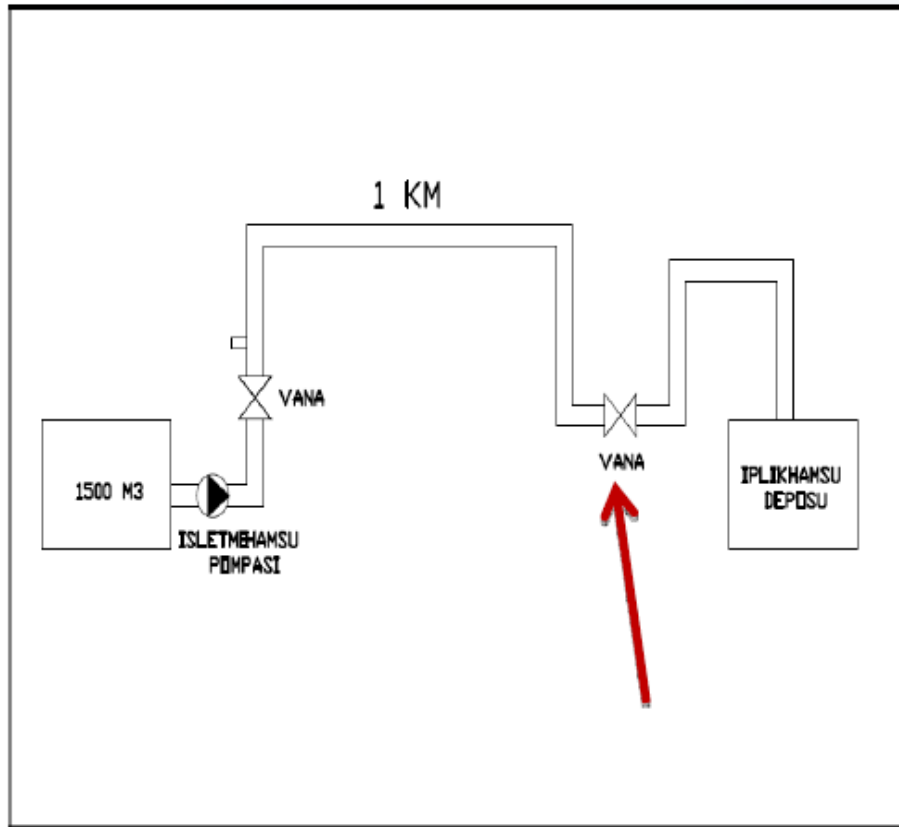 1 KM
VANA
1500 M3
ISLETMEHAMSU
POMPASI
VANA
IPLIKHAMSU
DEPOSU